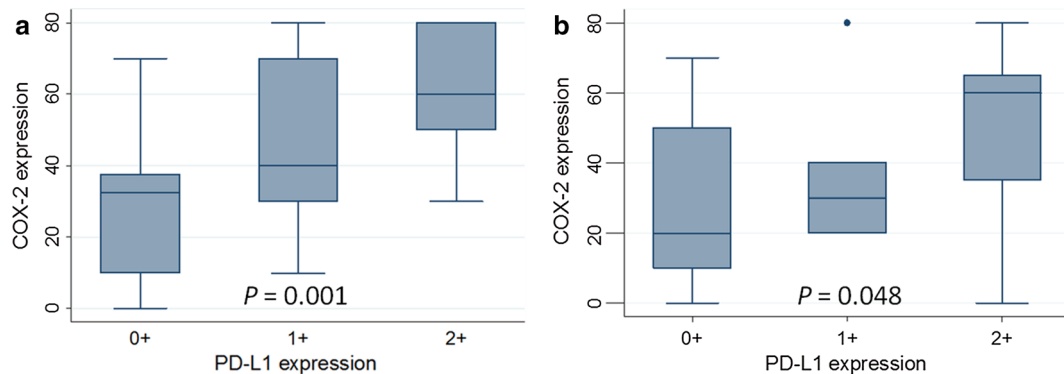 a
80
60
40
20
0
COX-2 expression
P = 0.001
0+ 1+ 2+
PD-L1 expression
b
80
60
40
20
0
COX-2 expression
P = 0.048
0+ 1+ 2+
PD-L1 expression